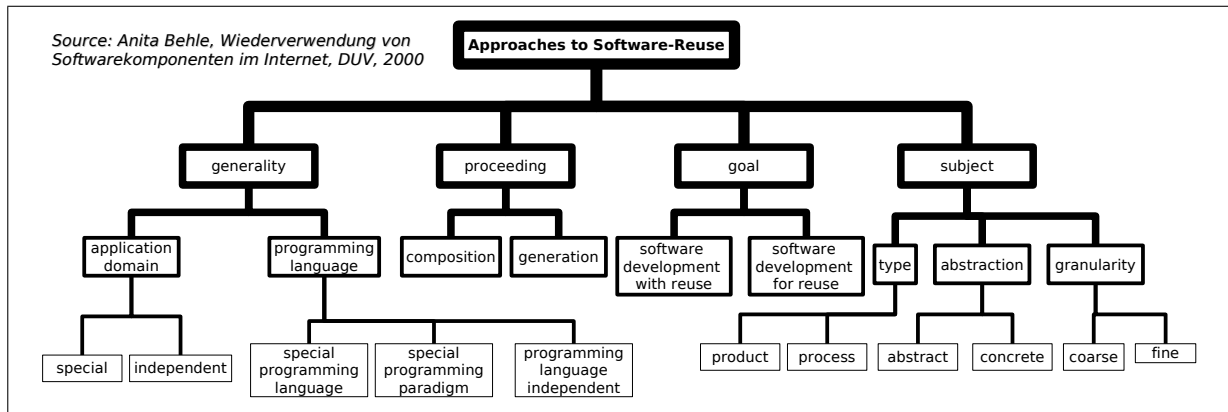 Source: Anita Behle, Wiederverwendung von
Softwarekomponenten im Internet, DUV, 2000
Approaches to Software-Reuse
generality
proceeding
goal
subject
application
domain
programming
language
composition
generation
software
development
with reuse
software
development
for reuse
type
abstraction
granularity
special
independent
special
programming
language
special
programming
paradigm
programming
language
independent
product
process
abstract
concrete
coarse
fine